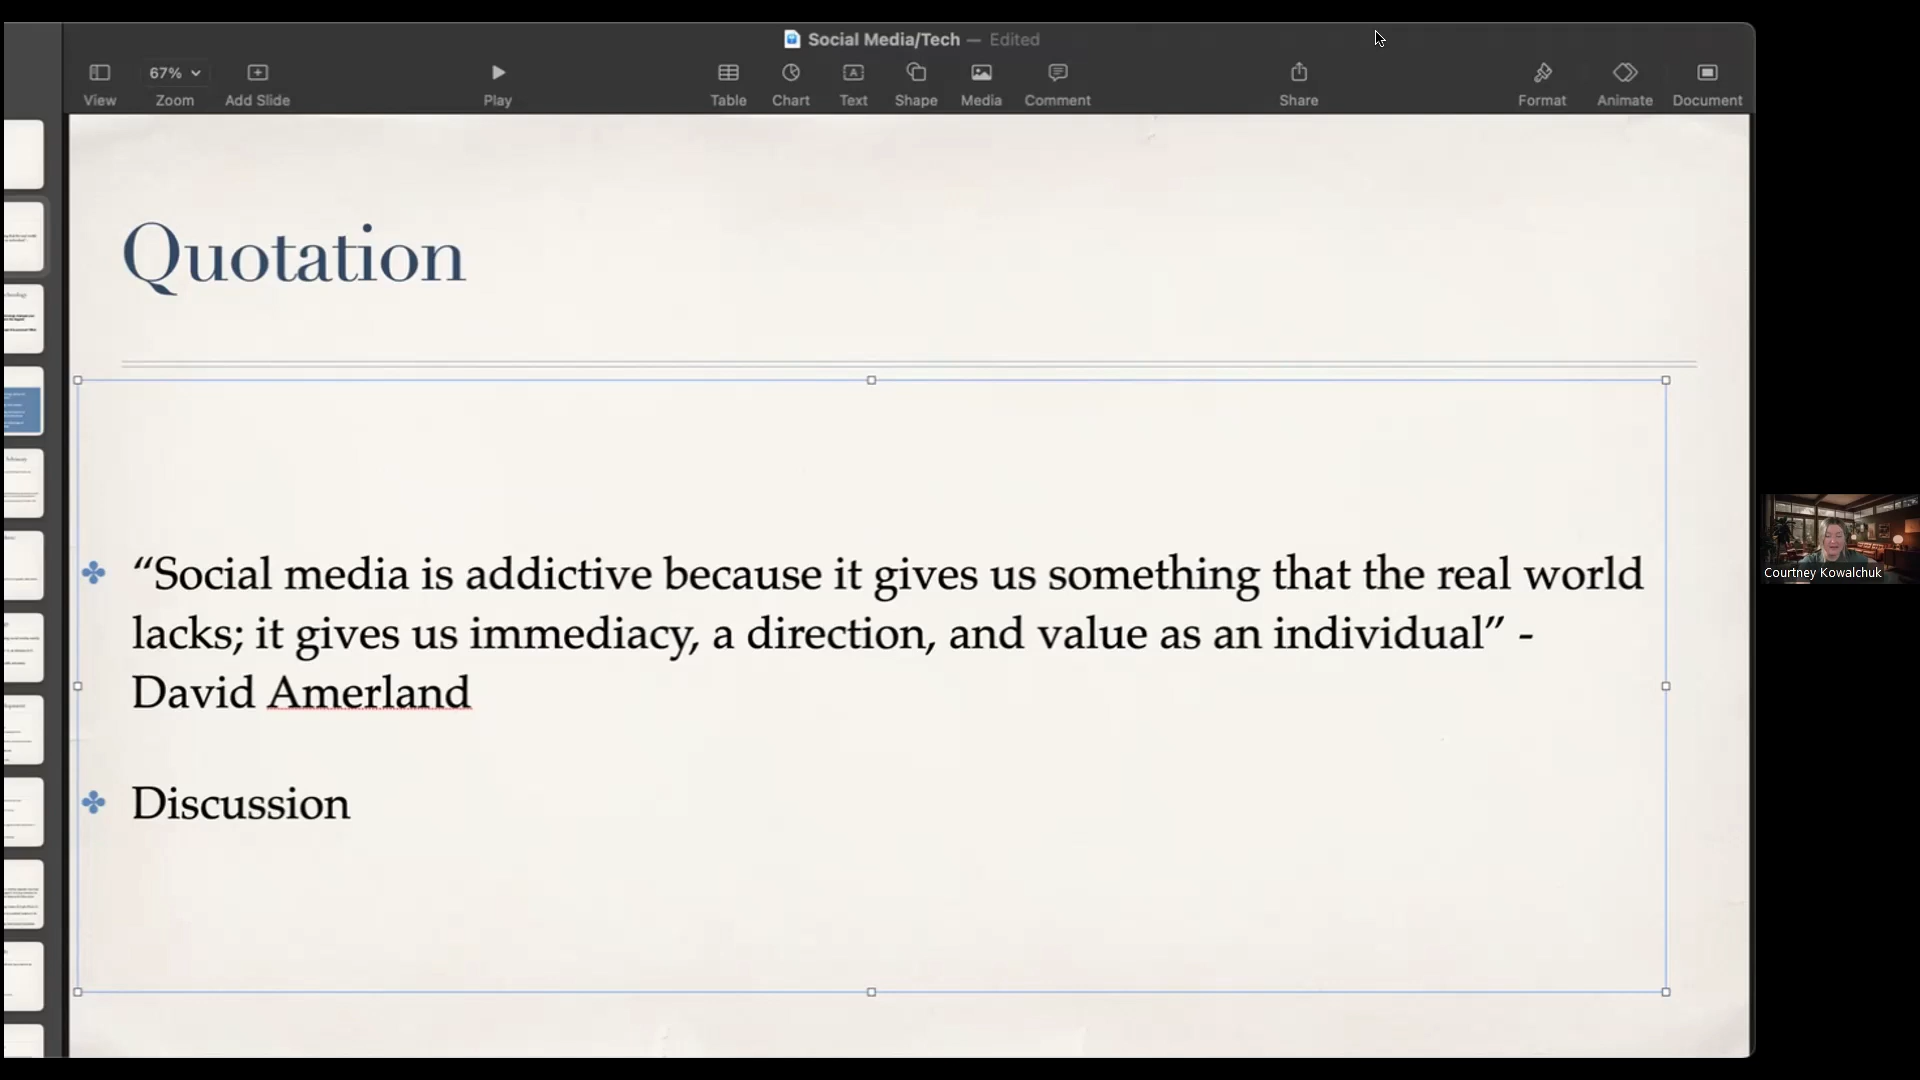 Social Media/Tech — Edited
67%
View Zoom Add Slide Play Table Chart Text Shape Media Comment Share Format Animate Document
Quotation
“Social media is addictive because it gives us something that the real world
lacks; it gives us immediacy, a direction, and value as an individual” -
David Amerland
Discussion
Courtney Kowalchuk